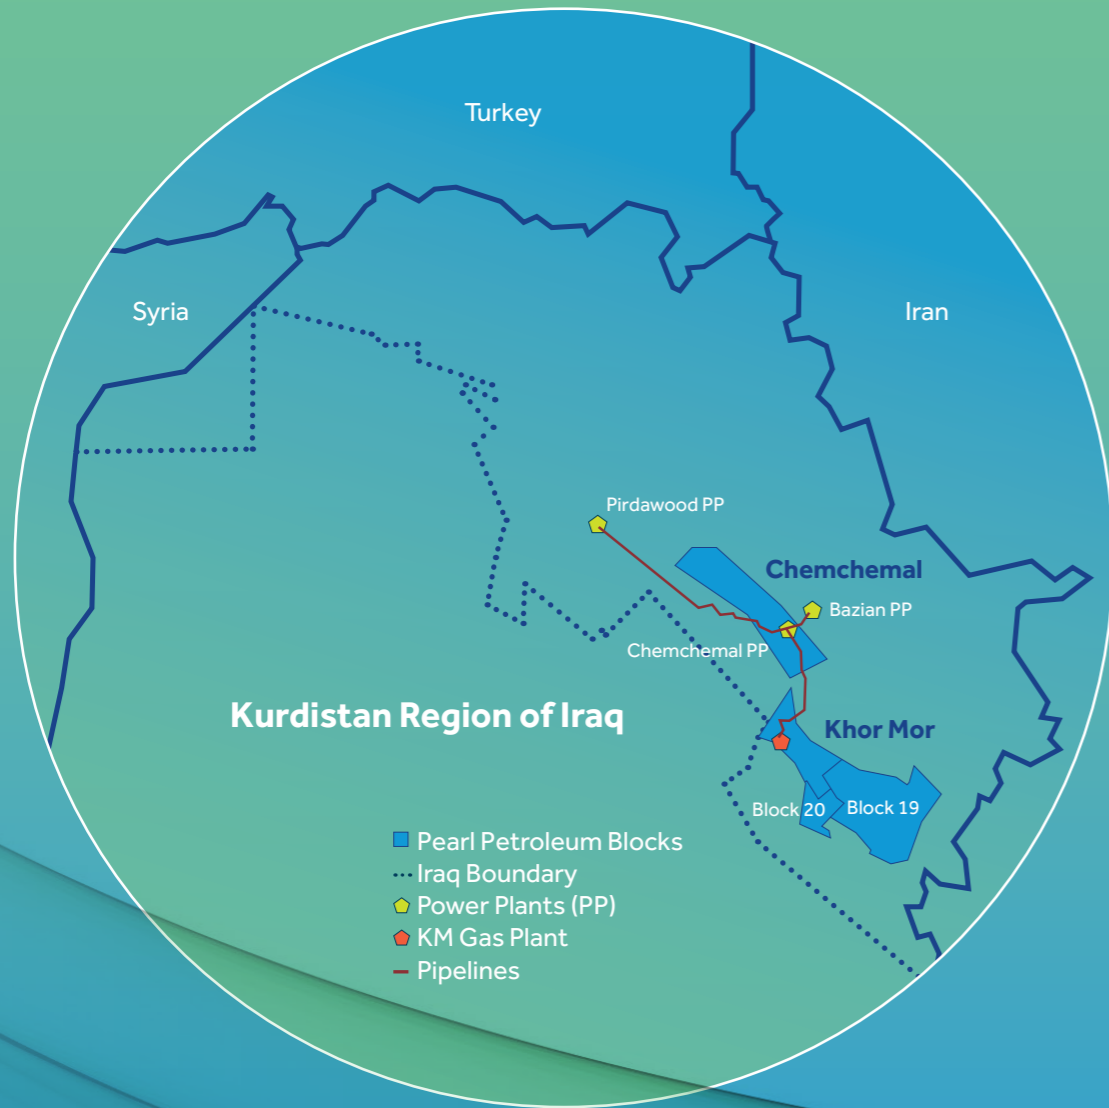 Turkey
Syria
Iran
Pirdawood PP
Chemchemal
Bazian PP
Chemchemal PP
Kurdistan Region of Iraq
Khor Mor
Block 20
Block 19
Pearl Petroleum Blocks
Iraq Boundary
Power Plants (PP)
KM Gas Plant
Pipelines